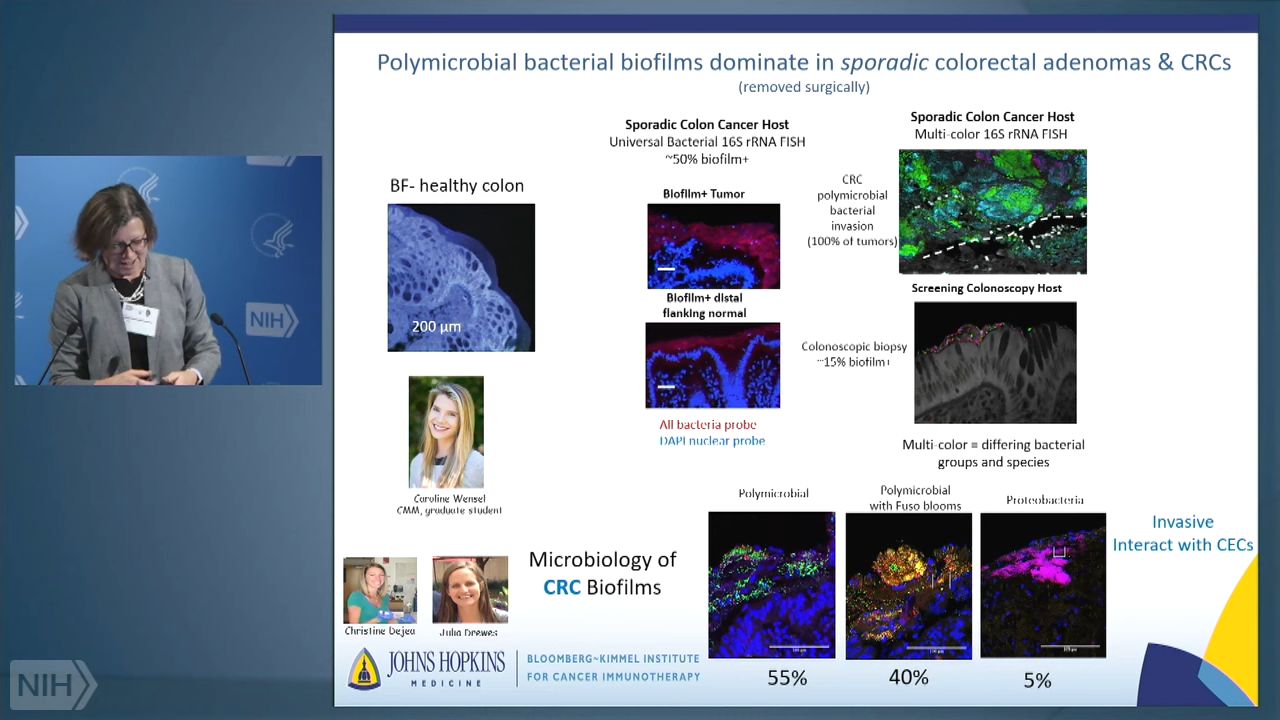 Polymicrobial bacterial biofilms dominate in sporadic colorectal adenomas & CRCs
(removed surgically)
BF- healthy colon
200 µm
Caroline Wensel
CMM, graduate student
Christine Dejea
Julia Drewes
Sporadic Colon Cancer Host
Universal Bacterial 16S rRNA FISH
~50% biofilm+
Biofilm+ Tumor
Biofilm+ distal
flanking normal
All bacteria probe
DAPI nuclear probe
Sporadic Colon Cancer Host
Multi-color 16S rRNA FISH
CRC
polymicrobial
bacterial
invasion
(100% of tumors)
Screening Colonoscopy Host
Colonoscopic biopsy
~15% biofilm+
Multi-color = differing bacterial
groups and species
Microbiology of
CRC Biofilms
Polymicrobial
55%
Polymicrobial
with Fuso blooms
40%
Proteobacteria
5%
Invasive
Interact with CECs
JOHNS HOPKINS
MEDICINE
BLOOMBERG~KIMMEL INSTITUTE
FOR CANCER IMMUNOTHERAPY
NIH
NIH